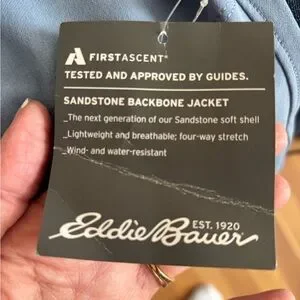 FIRSTASCENT®
TESTED AND APPROVED BY GUIDES.
SANDSTONE BACKBONE JACKET
_The next generation of our Sandstone soft shell
_Lightweight and breathable; four-way stretch
_Wind- and water-resistant
EST. 1920
Eddie Bauer